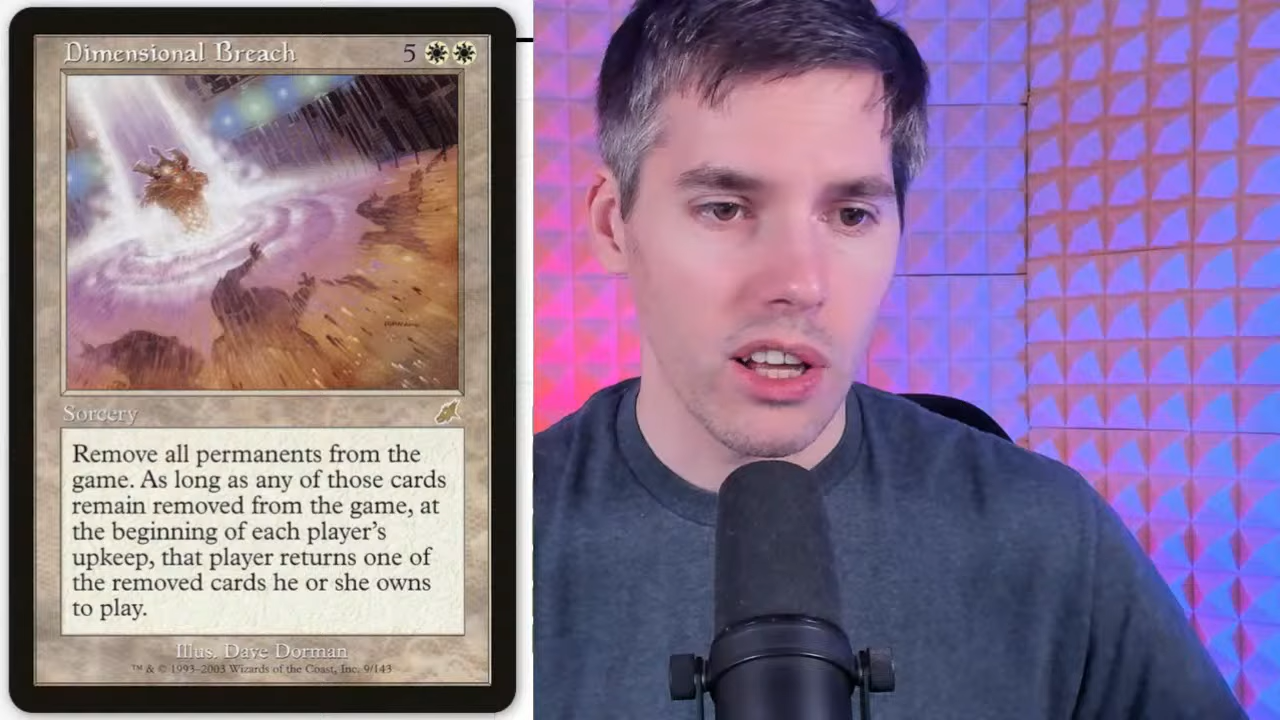 Dimensional Breach 5
Sorcery
Remove all permanents from the
game. As long as any of those cards
remain removed from the game, at
the beginning of each player's
upkeep, that player returns one of
the removed cards he or she owns
to play.
Illus. Dave Dorman
™ & © 1993–2003 Wizards of the Coast, Inc. 9/143